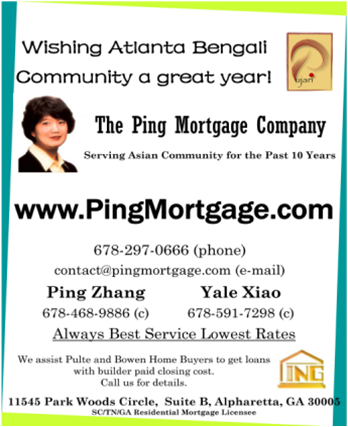 Wishing Atlanta Bengali
Community a great year!
Pujari
The Ping Mortgage Company
Serving Asian Community for the Past 10 Years
www.PingMortgage.com
678-297-0666 (phone)
contact@pingmortgage.com (e-mail)
Ping Zhang Yale Xiao
678-468-9886 (c) 678-591-7298 (c)
Always Best Service Lowest Rates
We assist Pulte and Bowen Home Buyers to get loans
with builder paid closing cost.
Call us for details.
PING
11545 Park Woods Circle, Suite B, Alpharetta, GA 30005
SC/TN/GA Residential Mortgage Licensee